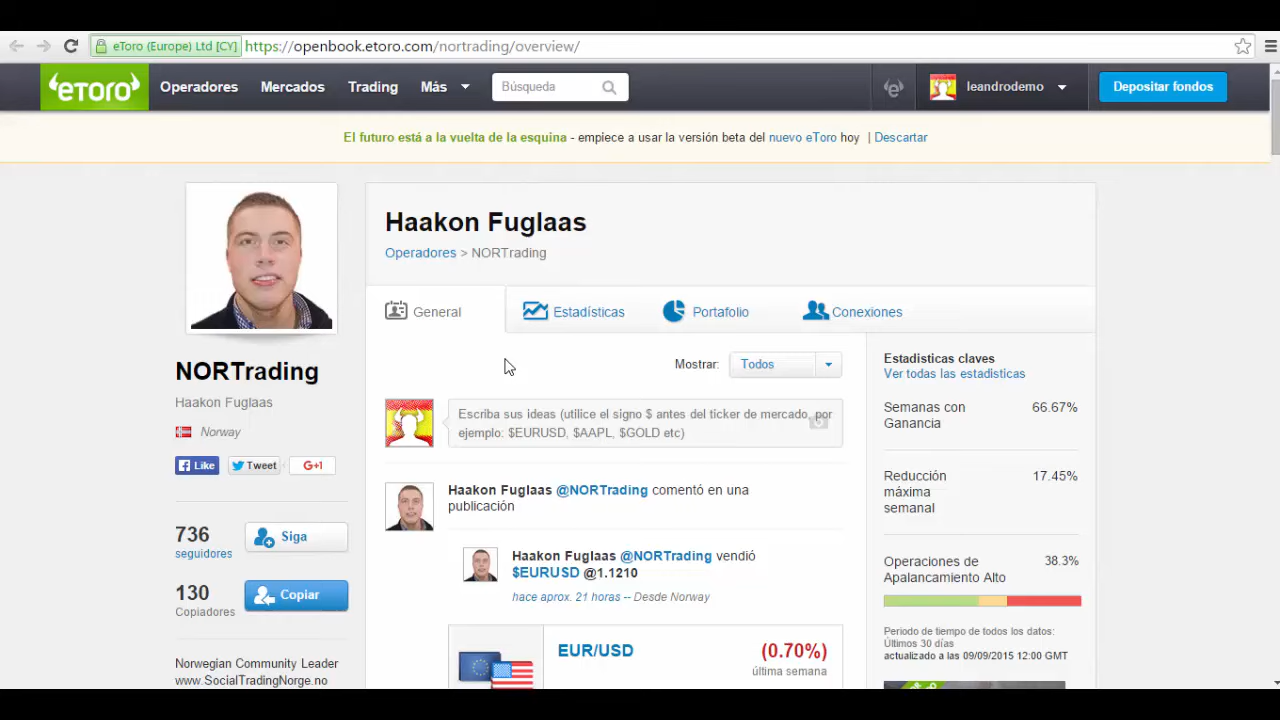 eToro (Europe) Ltd [CY] https://openbook.etoro.com/nortrading/overview/
eTORO Operadores Mercados Trading Más Búsqueda leandrodemo Depositar fondos
El futuro está a la vuelta de la esquina - empiece a usar la versión beta del nuevo eToro hoy | Descartar
Haakon Fuglaas
Operadores > NORTrading
General Estadísticas Portafolio Conexiones
NORTrading
Haakon Fuglaas
Norway
Like Tweet G+1
736
seguidores
Siga
130
Copiadores
Copiar
Norwegian Community Leader
www.SocialTradingNorge.no
Mostrar: Todos
Escriba sus ideas (utilice el signo $ antes del ticker de mercado, por
ejemplo: $EURUSD, $AAPL, $GOLD etc)
Haakon Fuglaas @NORTrading comentó en una
publicación
Haakon Fuglaas @NORTrading vendió
$EURUSD @1.1210
hace aprox. 21 horas -- Desde Norway
EUR/USD (0.70%)
última semana
Estadisticas claves
Ver todas las estadisticas
Semanas con 66.67%
Ganancia
Reducción 17.45%
máxima
semanal
Operaciones de 38.3%
Apalancamiento Alto
Periodo de tiempo de todos los datos:
Últimos 30 días
actualizado a las 09/09/2015 12:00 GMT